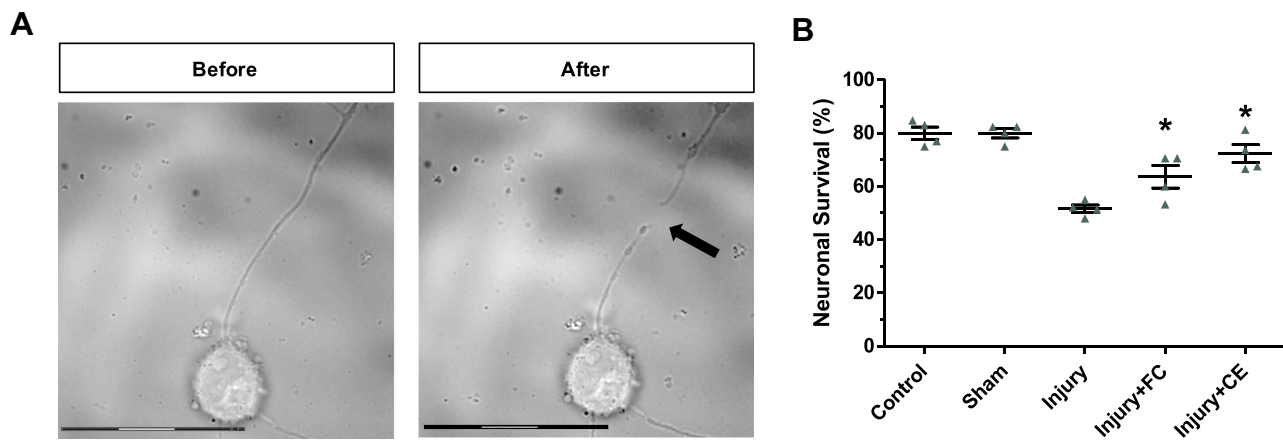 A
Before
After
B
Neuronal Survival (%)
100
80
60
40
20
0
*
*
Control
Sham
Injury
Injury+FC
Injury+CE